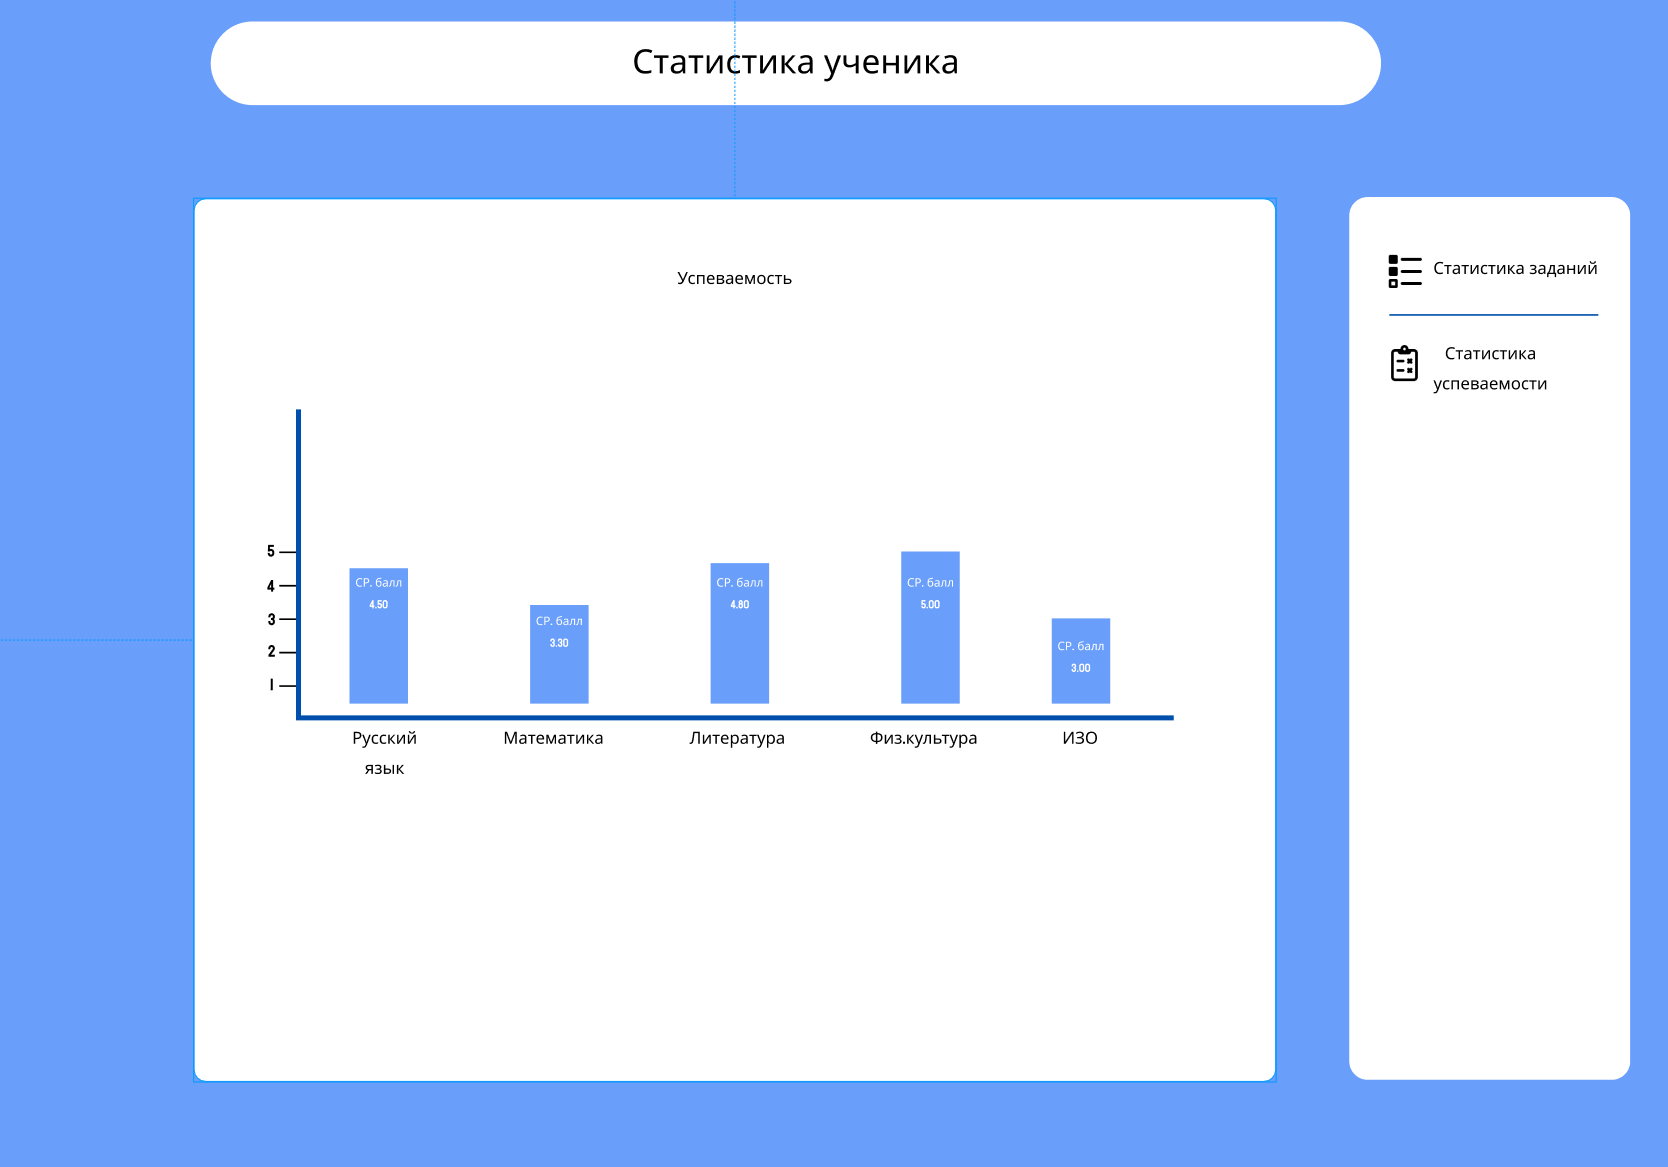 Статистика ученика
Успеваемость
5
4
3
2
1
СР. балл
4.50
СР. балл
3.30
СР. балл
4.80
СР. балл
5.00
СР. балл
3.00
Русский
язык
Математика
Литература
Физ.культура
ИЗО
Статистика заданий
Статистика
успеваемости